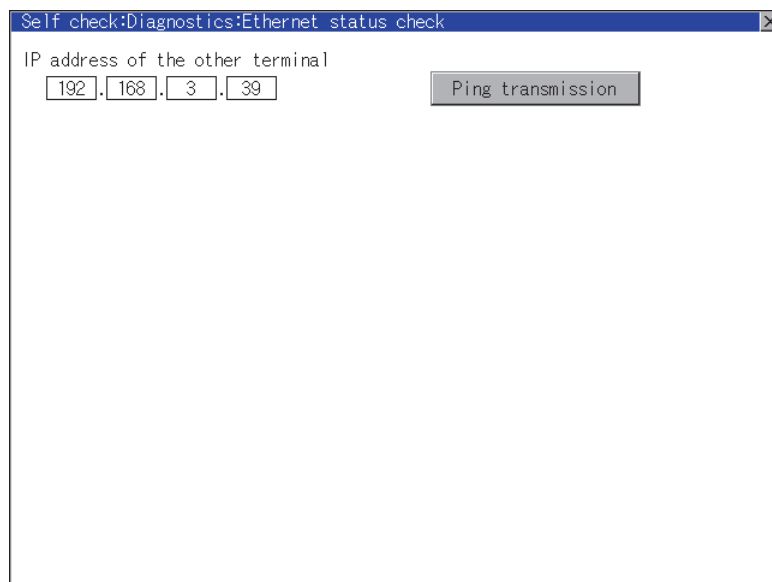 Self check:Diagnostics:Ethernet status check
IP address of the other terminal
192.168.3.39 Ping transmission